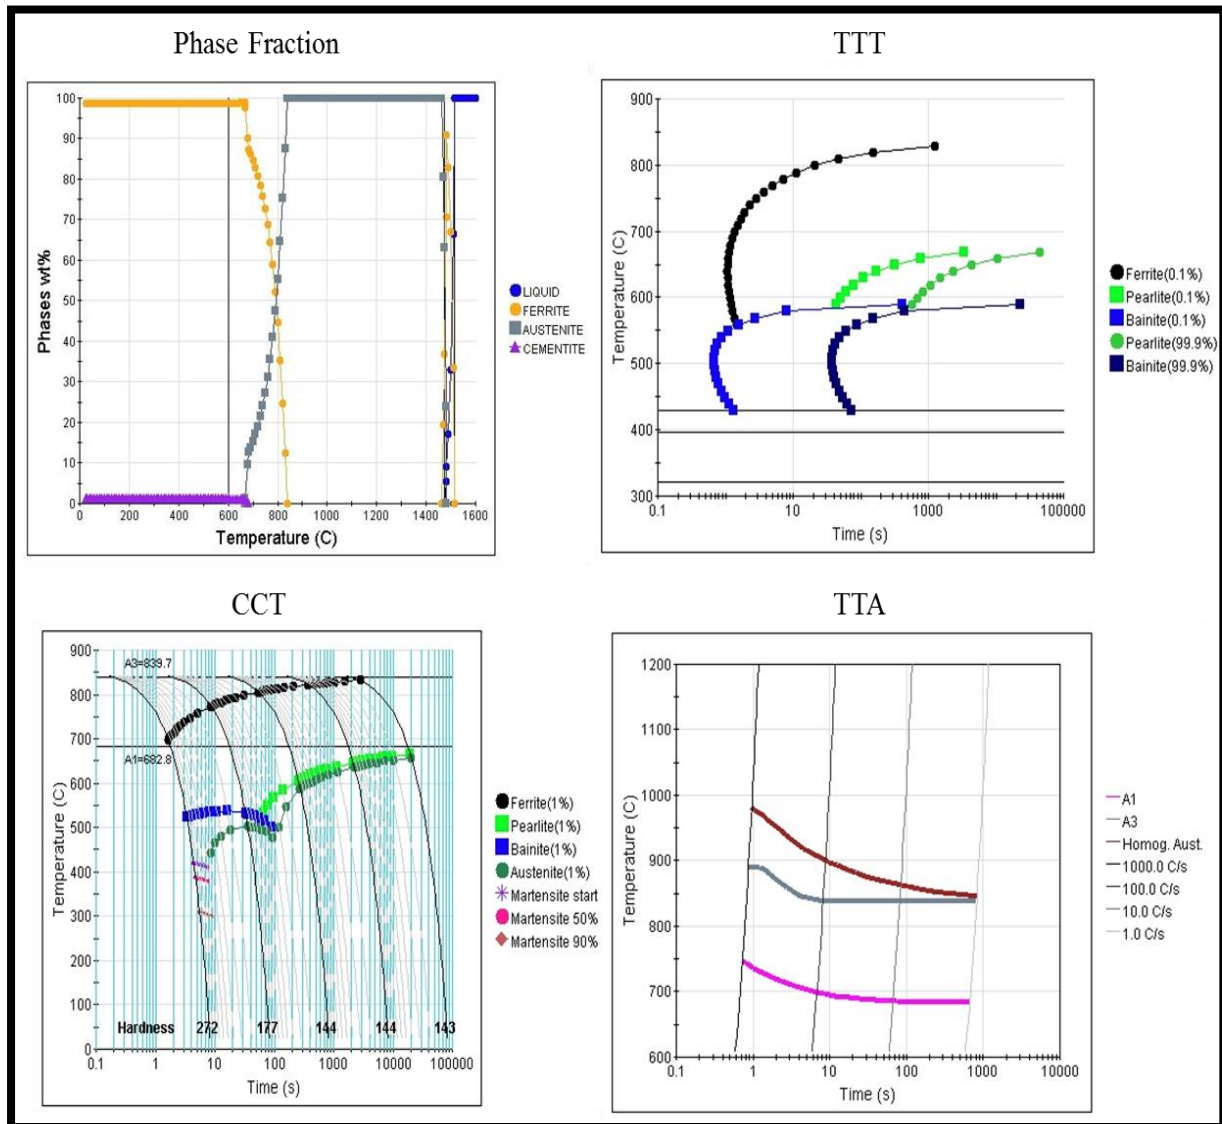 Phase Fraction
100
90
80
70
60
50
40
30
20
10
0
Phases wt%
0 200 400 600 800 1000 1200 1400 1600
Temperature (C)
LIQUID
FERRITE
AUSTENITE
CEMENTITE
TTT
900
800
700
600
500
400
300
Temperature (C)
0.1 10 1000 100000
Time (s)
Ferrite(0.1%)
Pearlite(0.1%)
Bainite(0.1%)
Pearlite(99.9%)
Bainite(99.9%)
CCT
900
800
700
600
500
400
300
200
100
0
Temperature (C)
A3=839.7
A1=682.8
Hardness 272 177 144 144 143
0.1 1 10 100 1000 10000 100000
Time (s)
Ferrite(1%)
Pearlite(1%)
Bainite(1%)
Austenite(1%)
Martensite start
Martensite 50%
Martensite 90%
TTA
1200
1100
1000
900
800
700
600
Temperature (C)
0.1 1 10 100 1000 10000
Time (s)
A1
A3
Homog. Aust.
1000.0 C/s
100.0 C/s
10.0 C/s
1.0 C/s